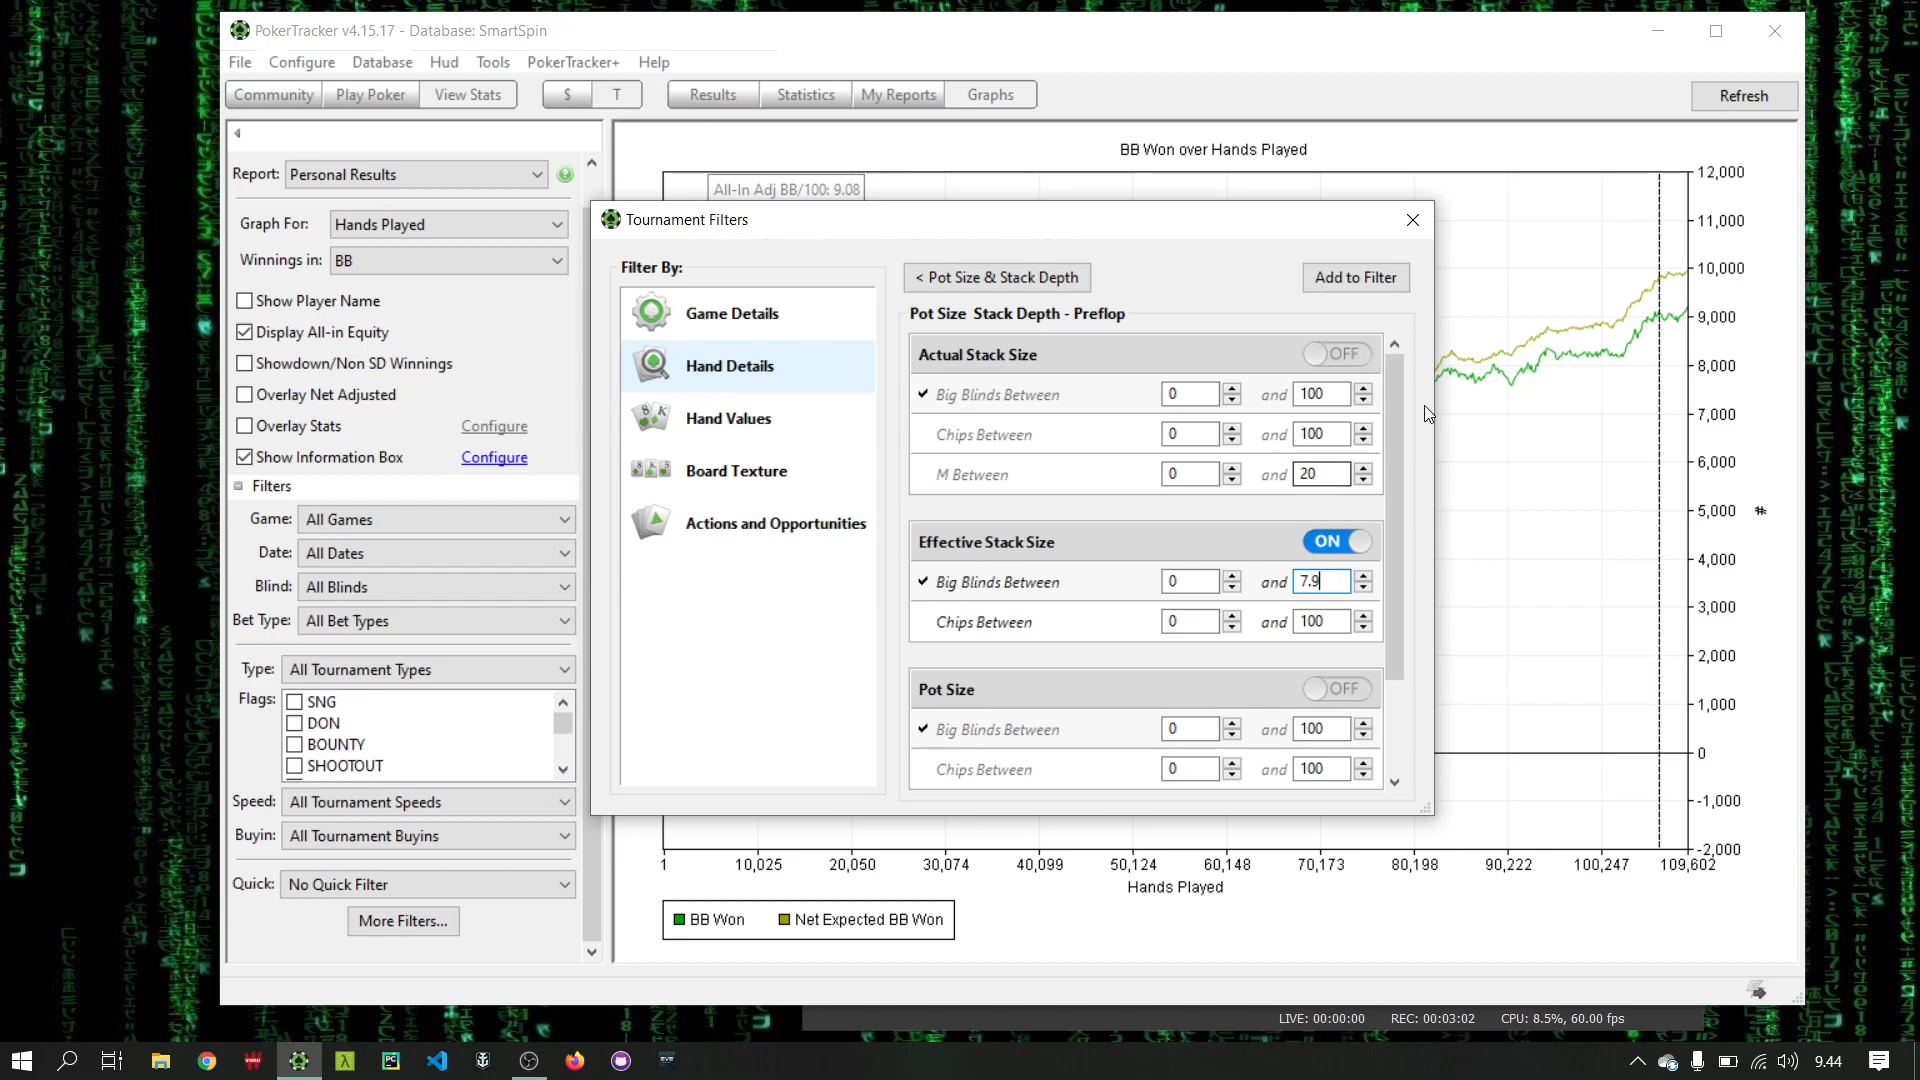 PokerTracker v4.15.17 - Database: SmartSpin
File Configure Database Hud Tools PokerTracker+ Help
Community Play Poker View Stats $ T Results Statistics My Reports Graphs Refresh
Report: Personal Results
Graph For: Hands Played
Winnings in: BB
Show Player Name
Display All-in Equity
Showdown/Non SD Winnings
Overlay Net Adjusted
Overlay Stats Configure
Show Information Box Configure
Filters
Game: All Games
Date: All Dates
Blind: All Blinds
Bet Type: All Bet Types
Type: All Tournament Types
Flags: SNG
DON
BOUNTY
SHOOTOUT
Speed: All Tournament Speeds
Buyin: All Tournament Buyins
Quick: No Quick Filter
More Filters...
BB Won over Hands Played
All-In Adj BB/100: 9.08
Tournament Filters
Filter By:
Game Details
Hand Details
Hand Values
Board Texture
Actions and Opportunities
< Pot Size & Stack Depth Add to Filter
Pot Size Stack Depth - Preflop
Actual Stack Size OFF
Big Blinds Between 0 and 100
Chips Between 0 and 100
M Between 0 and 20
Effective Stack Size ON
Big Blinds Between 0 and 7.9
Chips Between 0 and 100
Pot Size OFF
Big Blinds Between 0 and 100
Chips Between 0 and 100
12,000
11,000
10,000
9,000
8,000
7,000
6,000
5,000 #
4,000
3,000
2,000
1,000
0
-1,000
-2,000
1 10,025 20,050 30,074 40,099 50,124 60,148 70,173 80,198 90,222 100,247 109,602
Hands Played
BB Won Net Expected BB Won
LIVE: 00:00:00 REC: 00:03:02 CPU: 8.5%, 60.00 fps
9.44